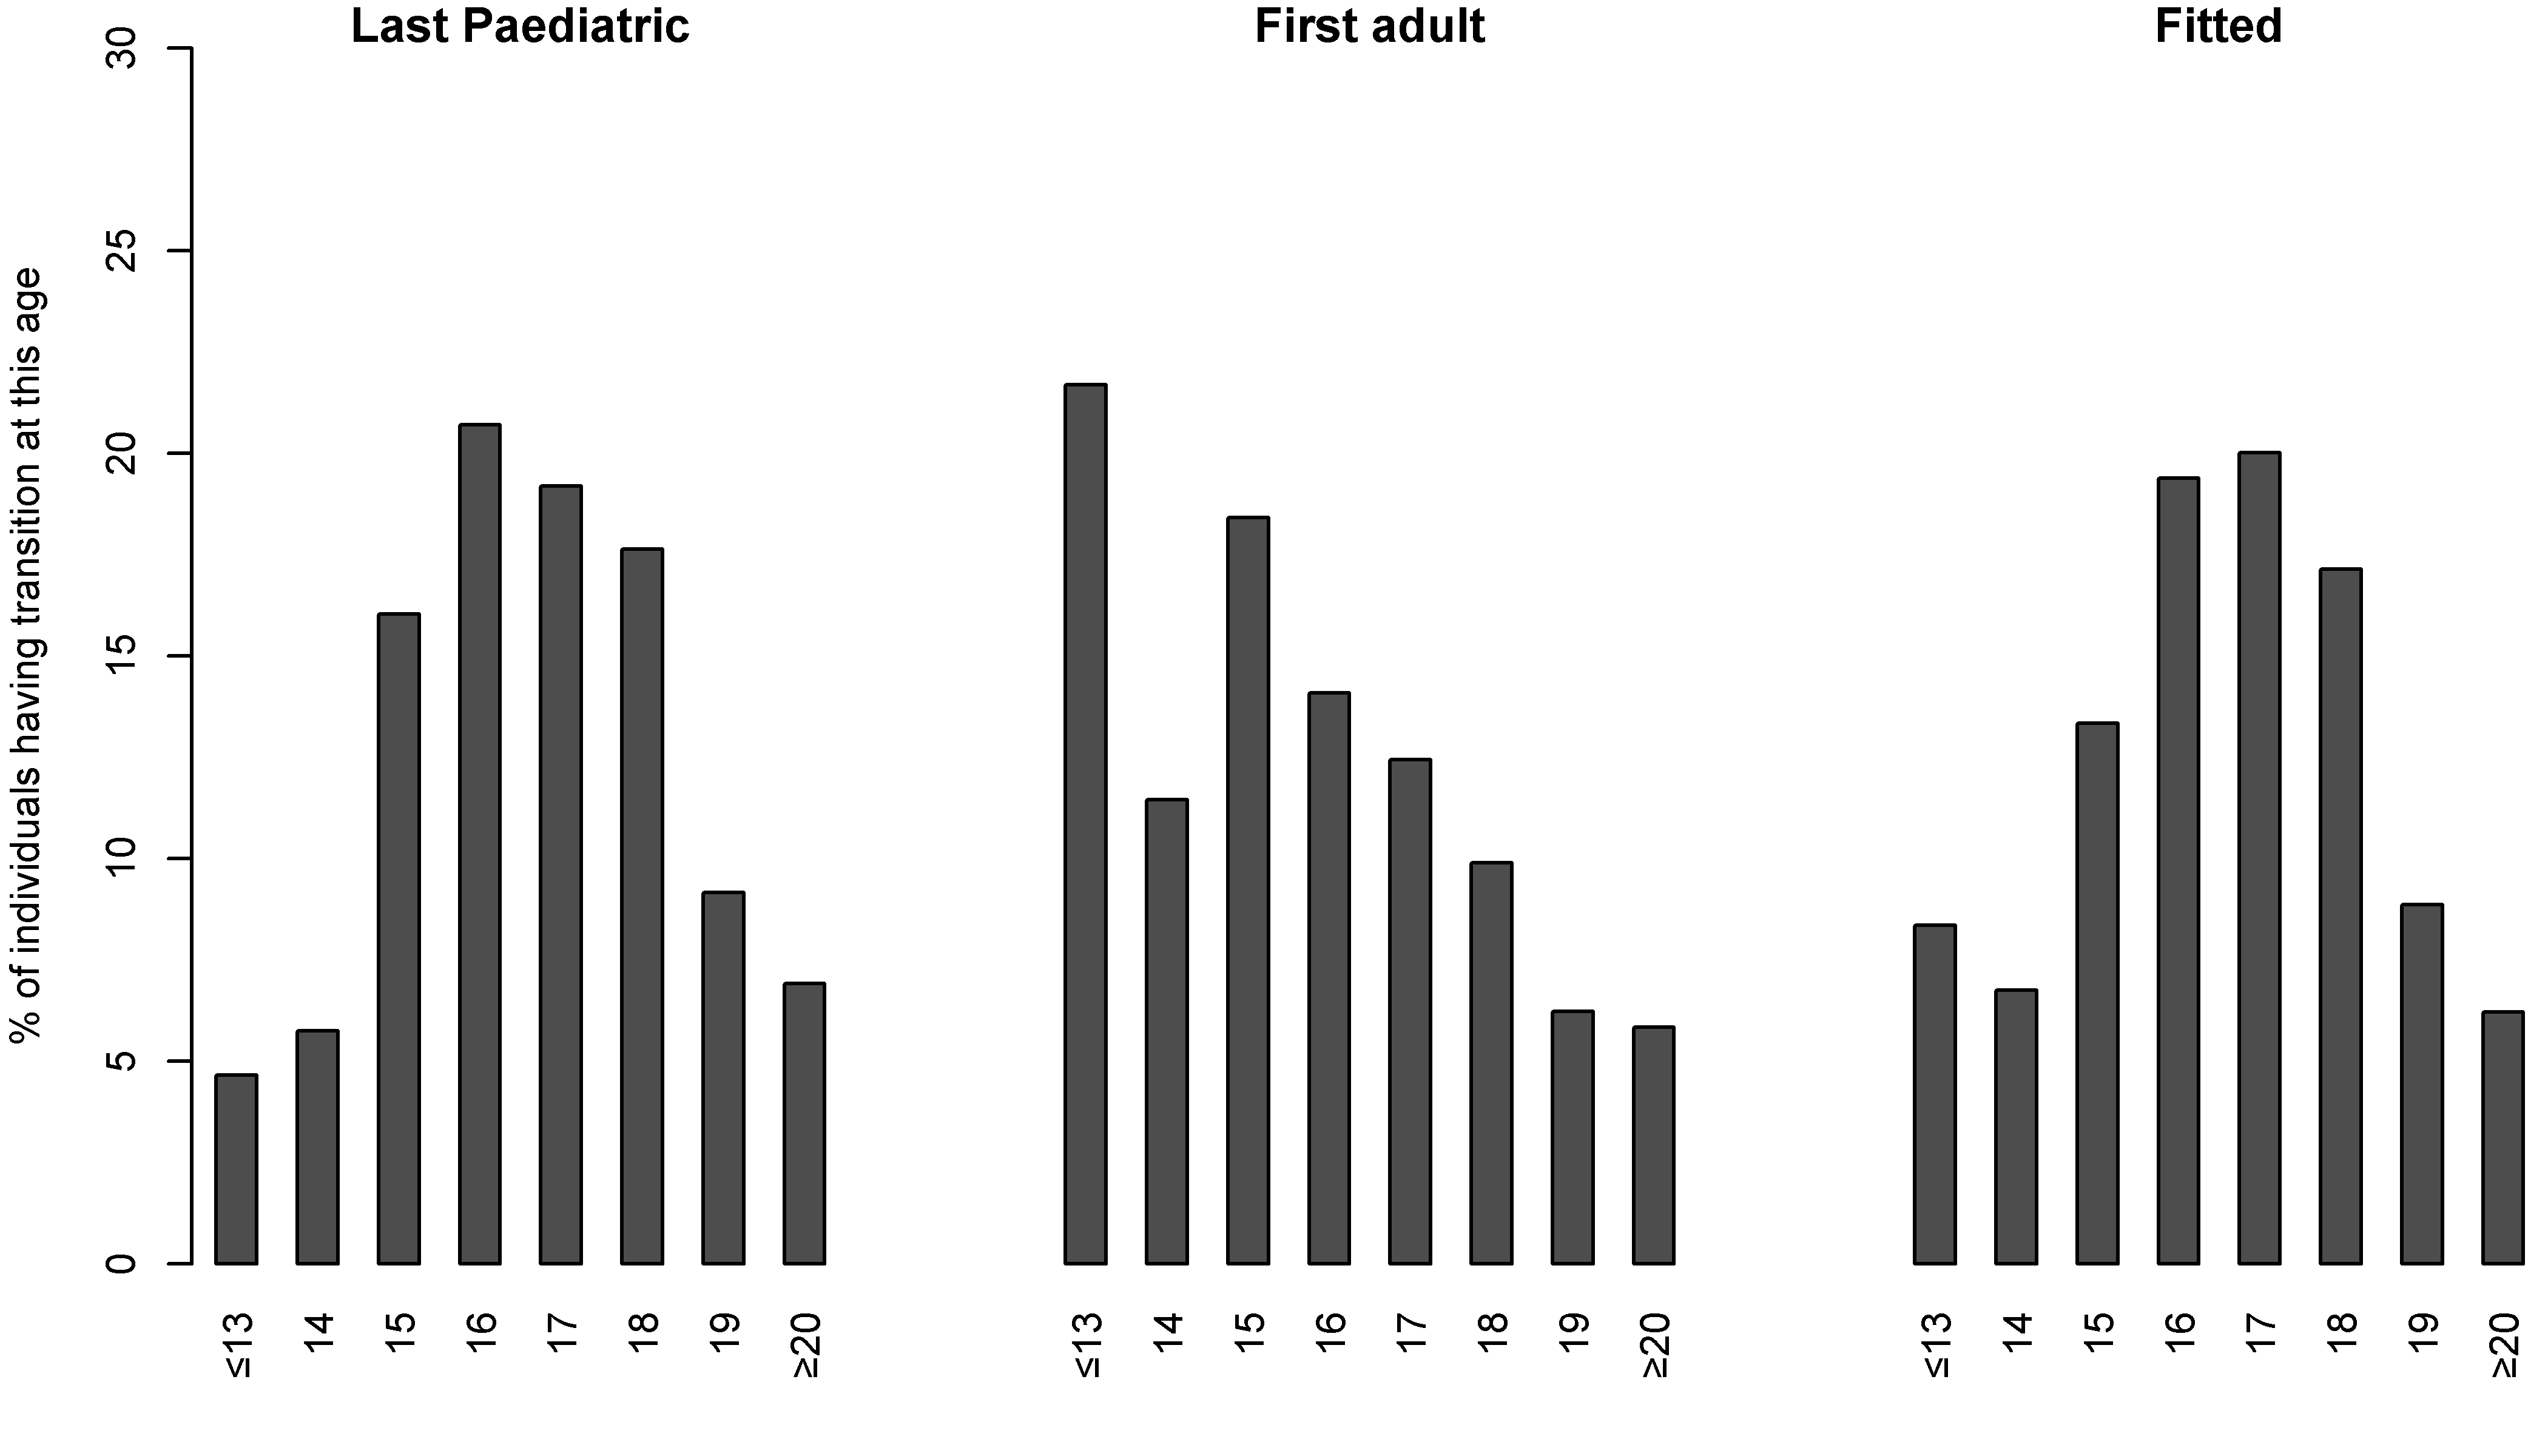 Last Paediatric
First adult
Fitted
% of individuals having transition at this age
30
25
20
15
10
5
0
≤13 14 15 16 17 18 19 ≥20
≤13 14 15 16 17 18 19 ≥20
≤13 14 15 16 17 18 19 ≥20